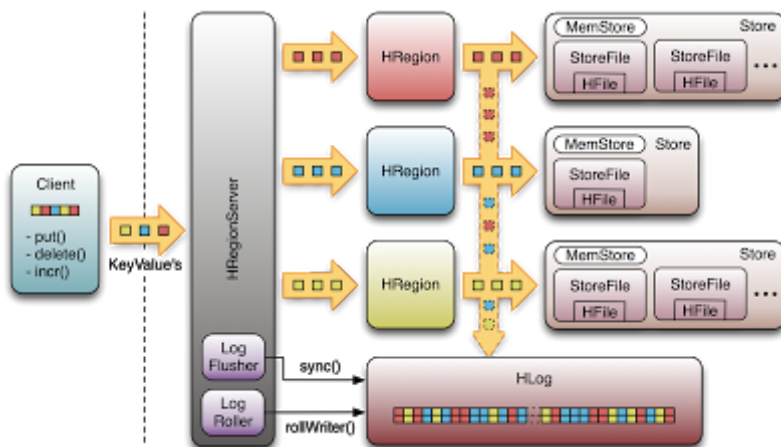 Client
- put()
- delete()
- incr()
KeyValue's
HRegionServer
Log
Flusher
Log
Roller
sync()
rollWriter()
HRegion
MemStore
Store
StoreFile
HFile
StoreFile
HFile
...
HRegion
MemStore
Store
StoreFile
HFile
HRegion
MemStore
Store
StoreFile
HFile
StoreFile
HFile
...
HLog